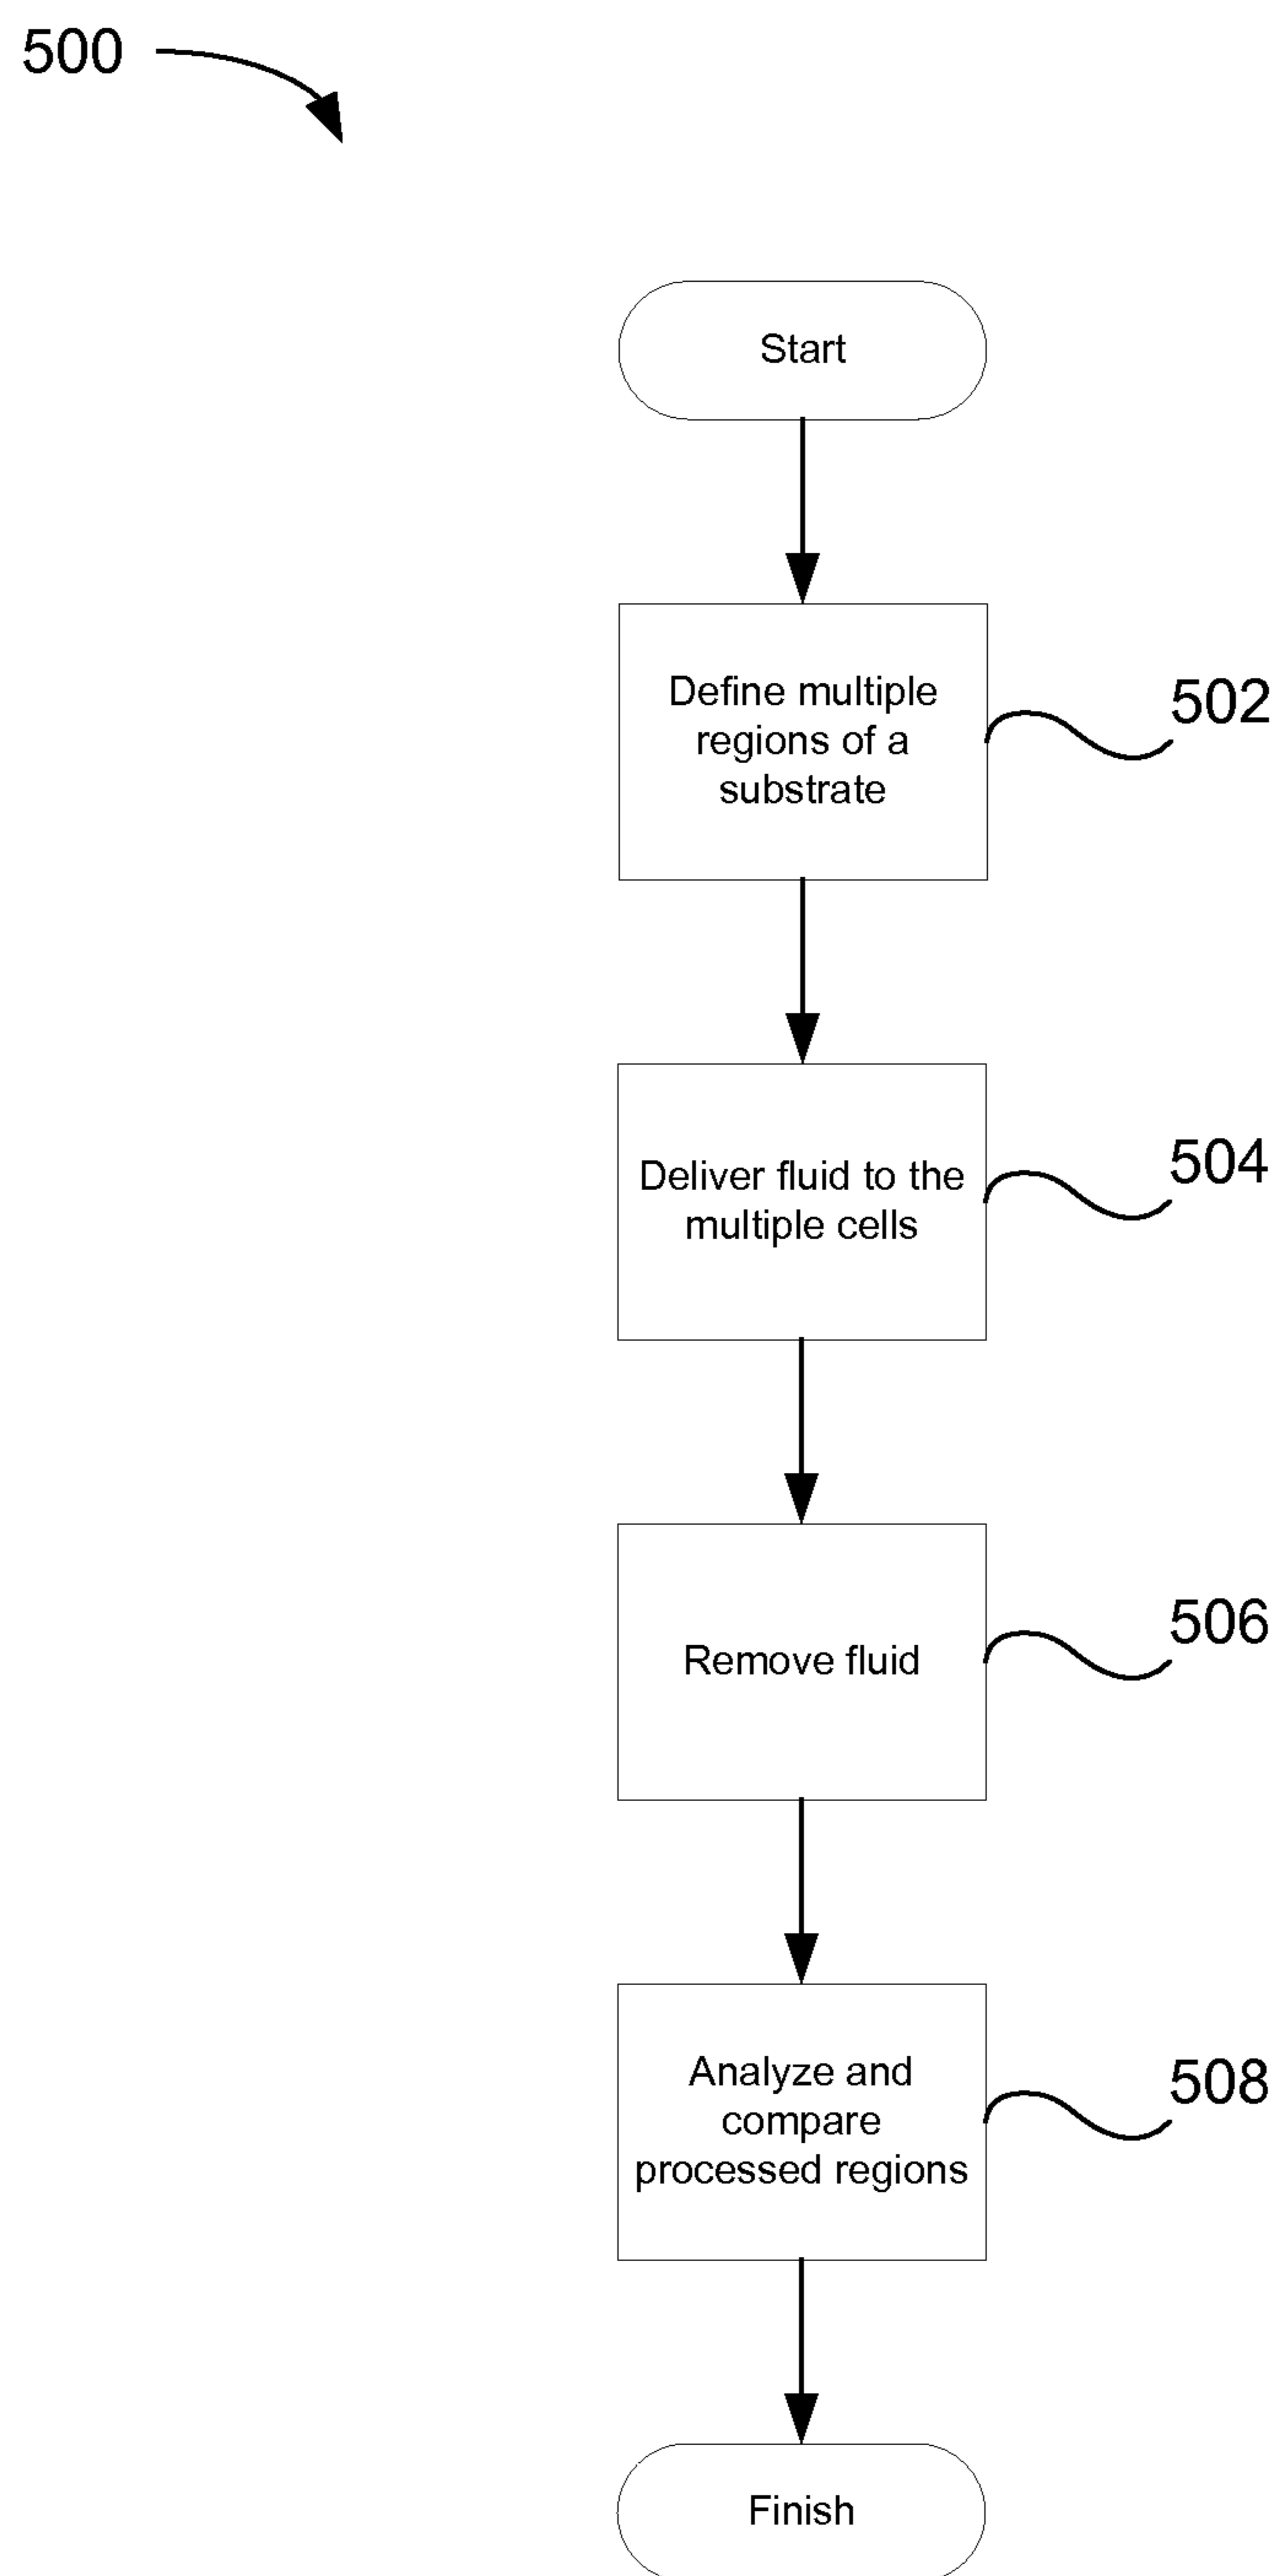 500
Start
Define multiple
regions of a
substrate
502
Deliver fluid to the
multiple cells
504
Remove fluid
506
Analyze and
compare
processed regions
508
Finish